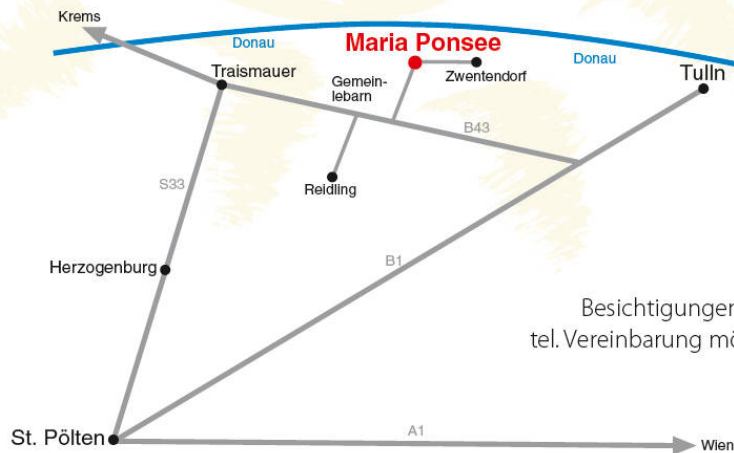 Krems
Donau
Maria Ponsee
Donau
Traismauer
Gemein-
lebarn
Zwentendorf
Tulln
B43
S33
Reidling
Herzogenburg
B1
Besichtigungen
tel. Vereinbarung mö
St. Pölten
A1
Wien